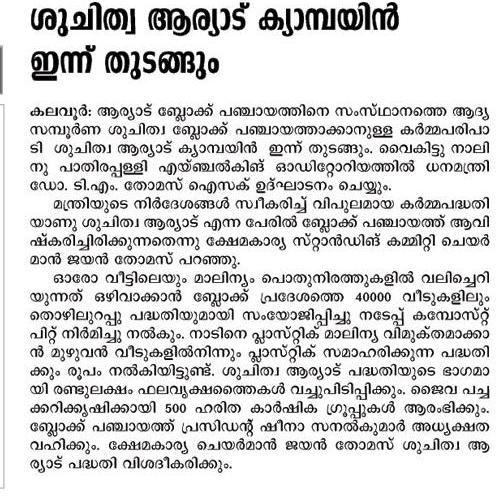 ശുചിത്വ ആര്യാട് ക്യാമ്പയിൻ
ഇന്ന് തുടങ്ങും
കലവൂർ: ആര്യാട് ബ്ലോക്ക് പഞ്ചായത്തിനെ സംസ്ഥാനത്തെ ആദ്യ
സമ്പൂർണ ശുചിത്വ ബ്ലോക്ക് പഞ്ചായത്താക്കാനുള്ള കർമ്മപരിപാ
ടി ശുചിത്വ ആര്യാട് ക്യാമ്പയിൻ ഇന്ന് തുടങ്ങും. വൈകിട്ടു നാലി
നു പാതിരപ്പള്ളി എയ്ഞ്ചൽകിങ് ഓഡിറ്റോറിയത്തിൽ ധനമന്ത്രി
ഡോ. ടി.എം. തോമസ് ഐസക് ഉദ്ഘാടനം ചെയ്യും.
മന്ത്രിയുടെ നിർദേശങ്ങൾ സ്വീകരിച്ച് വിപുലമായ കർമ്മപദ്ധതി
യാണു ശുചിത്വ ആര്യാട് എന്ന പേരിൽ ബ്ലോക്ക് പഞ്ചായത്ത് ആവി
ഷ്കരിച്ചിരിക്കുന്നതെന്നു ക്ഷേമകാര്യ സ്റ്റാൻഡിങ് കമ്മിറ്റി ചെയർ
മാൻ ജയൻ തോമസ് പറഞ്ഞു.
ഓരോ വീട്ടിലെയും മാലിന്യം പൊതുനിരത്തുകളിൽ വലിച്ചെറി
യുന്നത് ഒഴിവാക്കാൻ ബ്ലോക്ക് പ്രദേശത്തെ 40000 വീടുകളിലും
തൊഴിലുറപ്പു പദ്ധതിയുമായി സംയോജിപ്പിച്ചു നടേപ്പ് കമ്പോസ്റ്റ്
പിറ്റ് നിർമിച്ചു നൽകും. നാടിനെ പ്ലാസ്റ്റിക് മാലിന്യ വിമുക്തമാക്കാ
ൻ മുഴുവൻ വീടുകളിൽനിന്നും പ്ലാസ്റ്റിക് സമാഹരിക്കുന്ന പദ്ധതി
ക്കും രൂപം നൽകിയിട്ടുണ്ട്. ശുചിത്വ ആര്യാട് പദ്ധതിയുടെ ഭാഗമാ
യി രണ്ടുലക്ഷം ഫലവൃക്ഷത്തൈകൾ വച്ചുപിടിപ്പിക്കും. ജൈവ പച്ച
ക്കറിക്കൃഷിക്കായി 500 ഹരിത കാർഷിക ഗ്രൂപ്പുകൾ ആരംഭിക്കും.
ബ്ലോക്ക് പഞ്ചായത്ത് പ്രസിഡന്റ് ഷീനാ സനൽകുമാർ അധ്യക്ഷത
വഹിക്കും. ക്ഷേമകാര്യ ചെയർമാൻ ജയൻ തോമസ് ശുചിത്വ ആ
ര്യാട് പദ്ധതി വിശദീകരിക്കും.